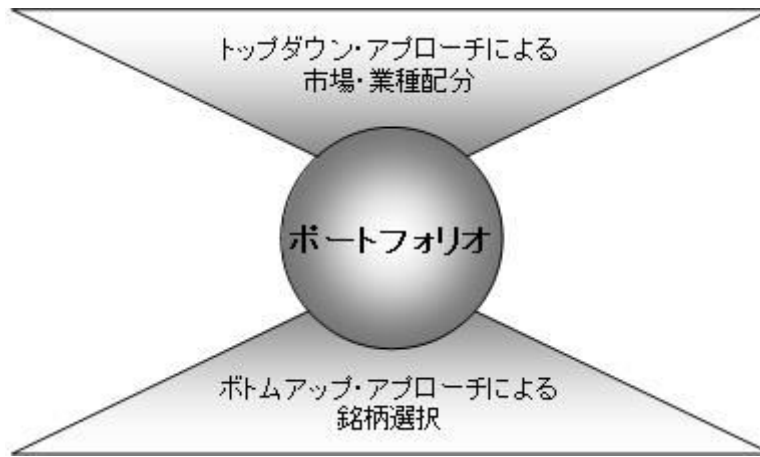 トップダウン・アプローチによる
市場・業種配分
ポートフォリオ
ボトムアップ・アプローチによる
銘柄選択